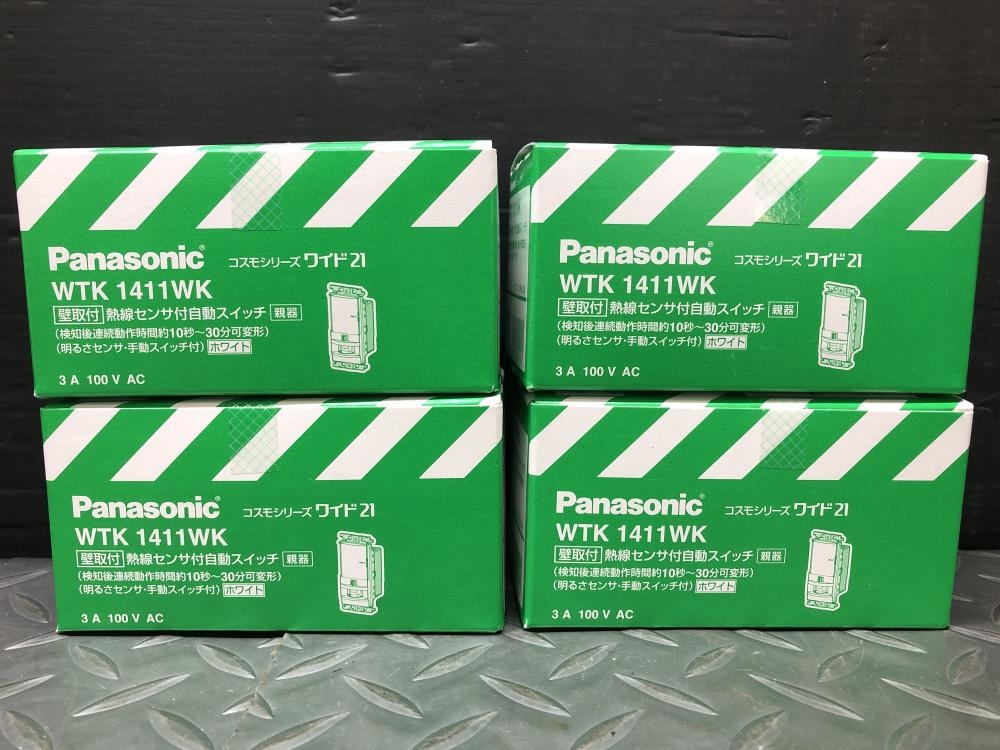 Panasonic® コスモシリーズ ワイド21
WTK 1411WK
壁取付 熱線センサ付自動スイッチ 親器
(検知後連続動作時間約10秒~30分可変形)
(明るさセンサ・手動スイッチ付) ホワイト
3 A 100 V AC
Panasonic® コスモシリーズ ワイド21
WTK 1411WK
壁取付 熱線センサ付自動スイッチ 親器
(検知後連続動作時間約10秒~30分可変形)
(明るさセンサ・手動スイッチ付) ホワイト
3 A 100 V AC
Panasonic® コスモシリーズ ワイド21
WTK 1411WK
壁取付 熱線センサ付自動スイッチ 親器
(検知後連続動作時間約10秒~30分可変形)
(明るさセンサ・手動スイッチ付) ホワイト
3 A 100 V AC
Panasonic® コスモシリーズ ワイド21
WTK 1411WK
壁取付 熱線センサ付自動スイッチ 親器
(検知後連続動作時間約10秒~30分可変形)
(明るさセンサ・手動スイッチ付) ホワイト
3 A 100 V AC